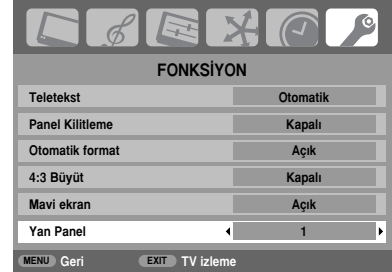 FONKSİYON
Teletekst Otomatik
Panel Kilitleme Kapalı
Otomatik format Açık
4:3 Büyüt Kapalı
Mavi ekran Açık
Yan Panel 1
MENU Geri EXIT TV izleme